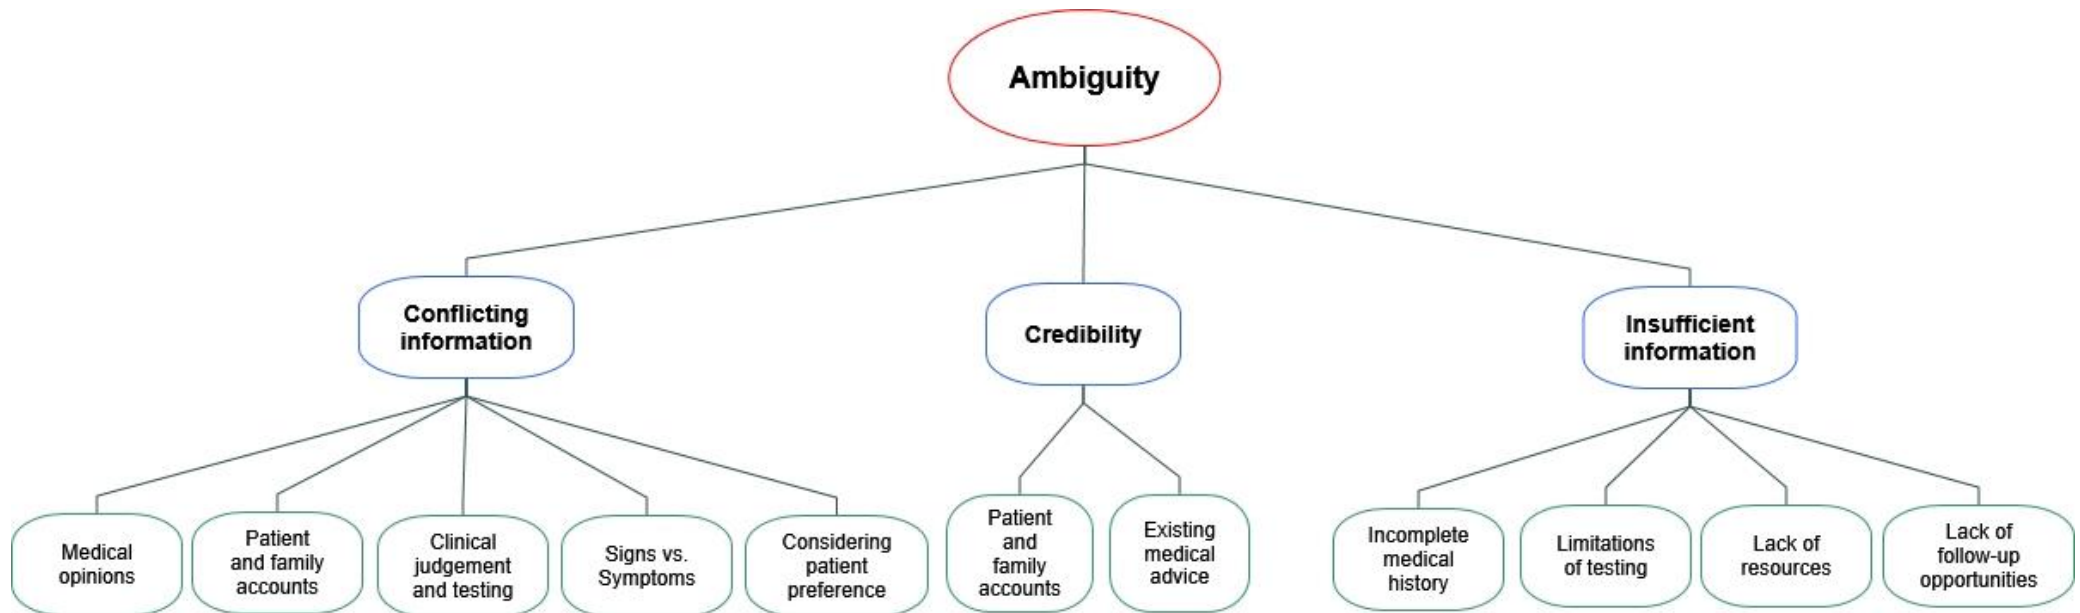 Ambiguity
Conflicting
information
Credibility
Insufficient
information
Medical
opinions
Patient
and family
accounts
Clinical
judgement
and testing
Signs vs.
Symptoms
Considering
patient
preference
Patient
and
family
accounts
Existing
medical
advice
Incomplete
medical
history
Limitations
of testing
Lack of
resources
Lack of
follow-up
opportunities